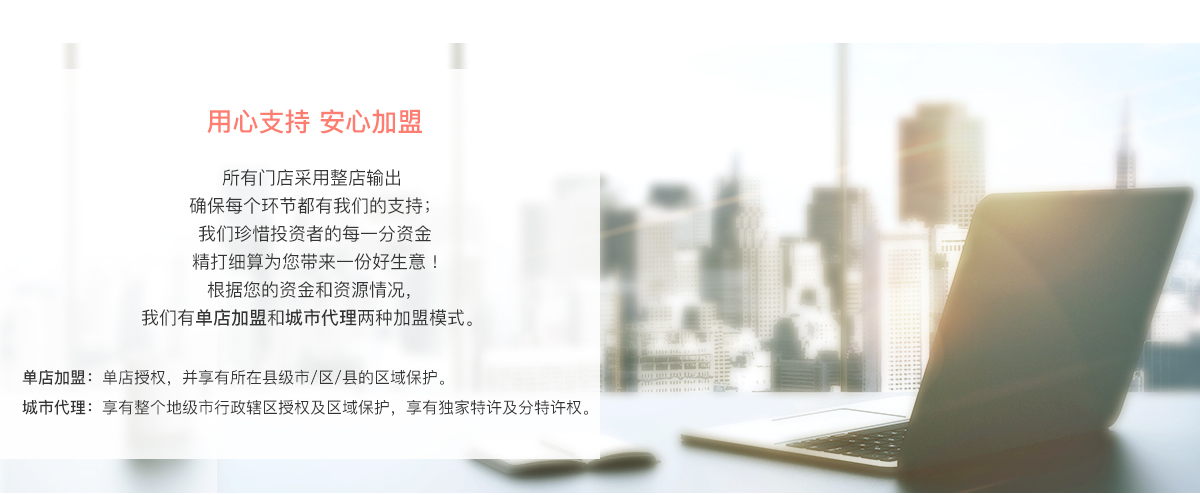 用心支持 安心加盟
所有门店采用整店输出
确保每个环节都有我们的支持；
我们珍惜投资者的每一分资金
精打细算为您带来一份好生意！
根据您的资金和资源情况，
我们有单店加盟和城市代理两种加盟模式。
单店加盟：单店授权，并享有所在县级市/区/县的区域保护。
城市代理：享有整个地级市行政辖区授权及区域保护，享有独家特许及分特许权。